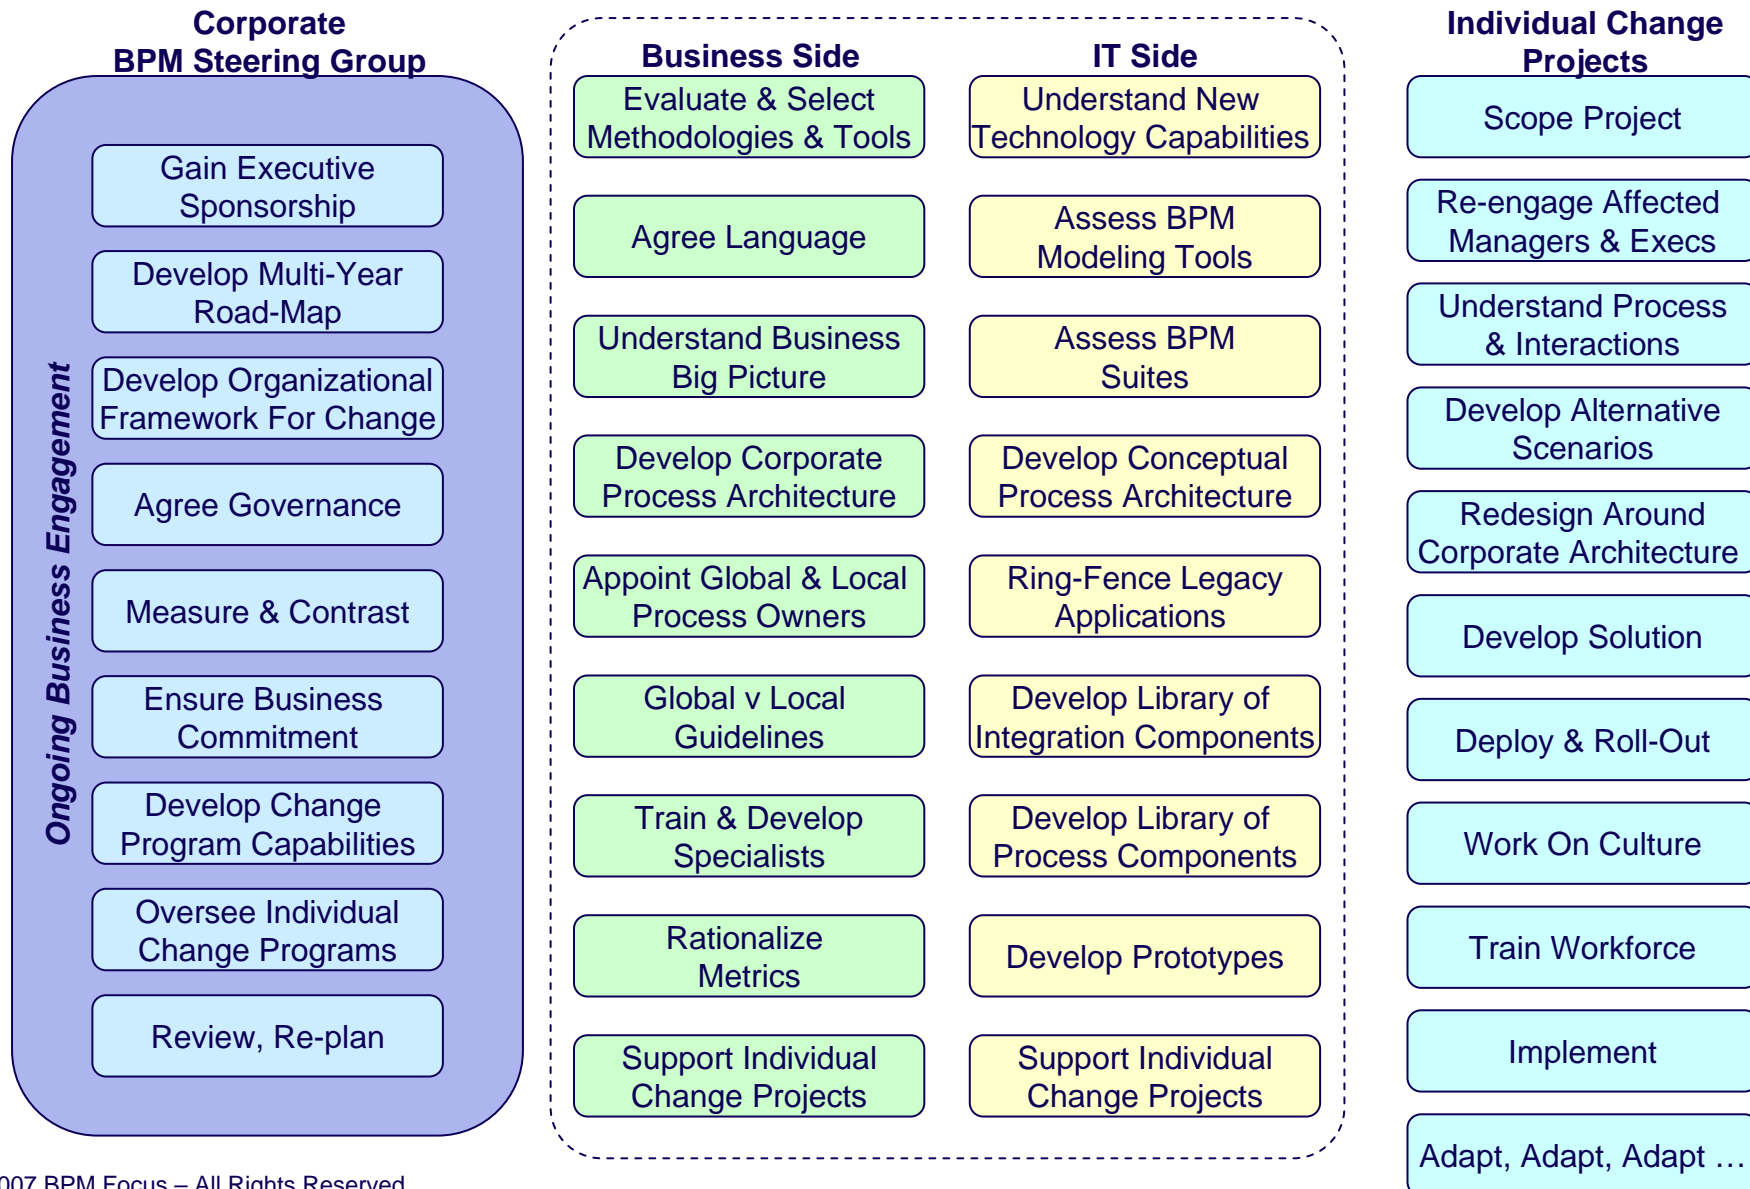 Corporate
BPM Steering Group
Ongoing Business Engagement
Gain Executive
Sponsorship
Develop Multi-Year
Road-Map
Develop Organizational
Framework For Change
Agree Governance
Measure & Contrast
Ensure Business
Commitment
Develop Change
Program Capabilities
Oversee Individual
Change Programs
Review, Re-plan
Business Side
Evaluate & Select
Methodologies & Tools
Agree Language
Understand Business
Big Picture
Develop Corporate
Process Architecture
Appoint Global & Local
Process Owners
Global v Local
Guidelines
Train & Develop
Specialists
Rationalize
Metrics
Support Individual
Change Projects
IT Side
Understand New
Technology Capabilities
Assess BPM
Modeling Tools
Assess BPM
Suites
Develop Conceptual
Process Architecture
Ring-Fence Legacy
Applications
Develop Library of
Integration Components
Develop Library of
Process Components
Develop Prototypes
Support Individual
Change Projects
Individual Change
Projects
Scope Project
Re-engage Affected
Managers & Execs
Understand Process
& Interactions
Develop Alternative
Scenarios
Redesign Around
Corporate Architecture
Develop Solution
Deploy & Roll-Out
Work On Culture
Train Workforce
Implement
Adapt, Adapt, Adapt …
007 BPM Focus – All Rights Reserved